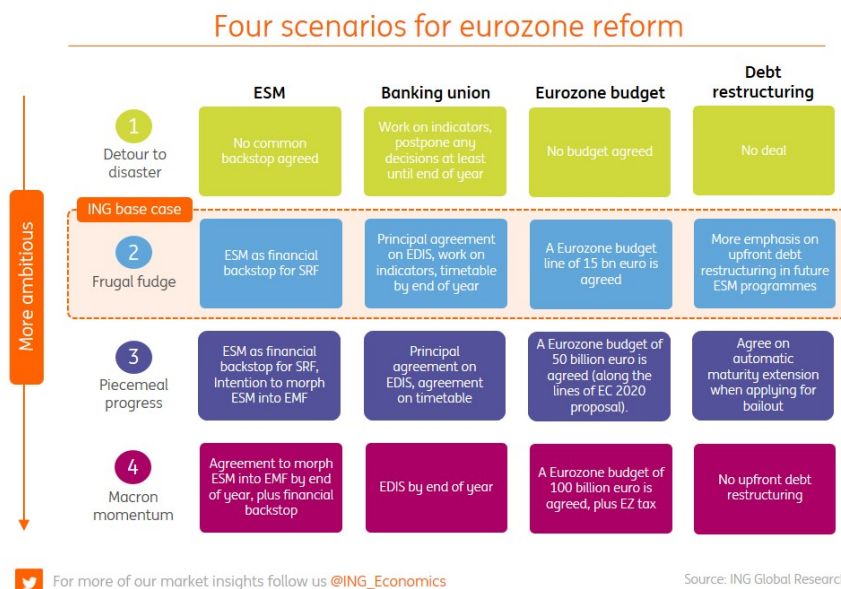 Four scenarios for eurozone reform
ESM
Banking union
Eurozone budget
Debt
restructuring
More ambitious
1
Detour to
disaster
No common
backstop agreed
Work on indicators,
postpone any
decisions at least
until end of year
No budget agreed
No deal
ING base case
2
Frugal fudge
ESM as financial
backstop for SRF
Principal agreement
on EDIS, work on
indicators, timetable
by end of year
A Eurozone budget
line of 15 bn euro is
agreed
More emphasis on
upfront debt
restructuring in future
ESM programmes
3
Piecemeal
progress
ESM as financial
backstop for SRF,
Intention to morph
ESM into EMF
Principal
agreement on
EDIS, agreement
on timetable
A Eurozone budget of
50 billion euro is
agreed (along the
lines of EC 2020
proposal).
Agree on
automatic
maturity extension
when applying for
bailout
4
Macron
momentum
Agreement to morph
ESM into EMF by end
of year, plus financial
backstop
EDIS by end of year
A Eurozone budget of
100 billion euro is
agreed, plus EZ tax
No upfront debt
restructuring
For more of our market insights follow us @ING_Economics
Source: ING Global Research